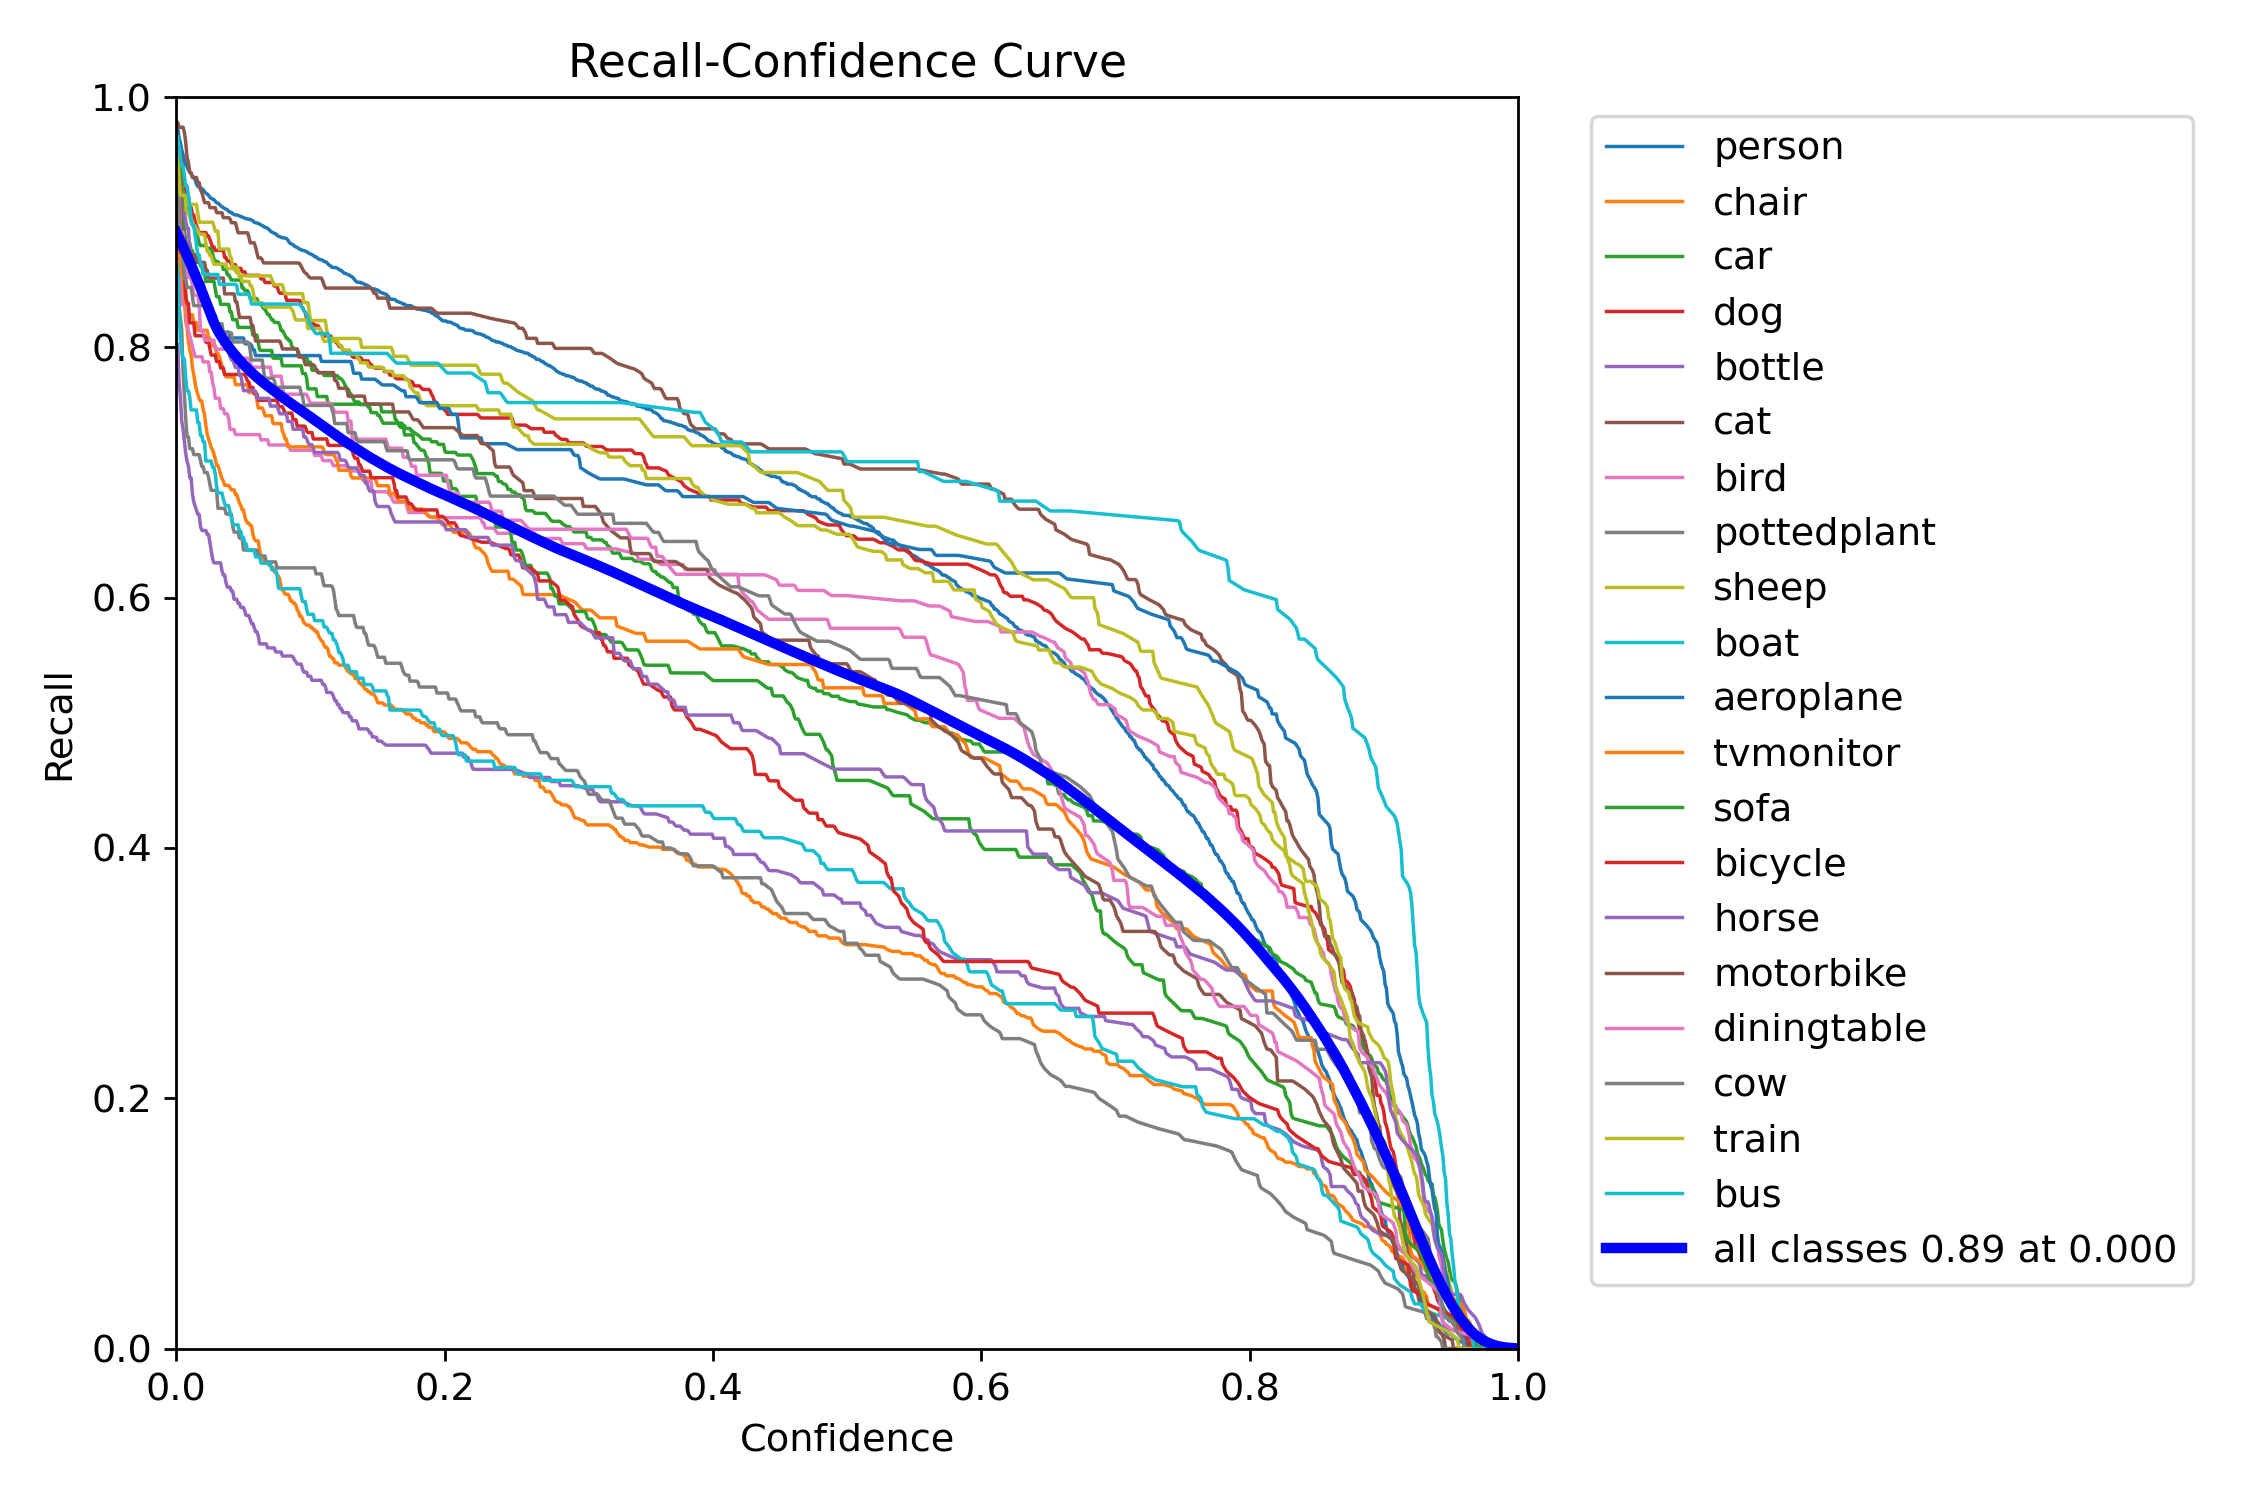 Recall-Confidence Curve
1.0
0.8
0.6
0.4
0.2
0.0
Recall
0.0 0.2 0.4 0.6 0.8 1.0
Confidence
person
chair
car
dog
bottle
cat
bird
pottedplant
sheep
boat
aeroplane
tvmonitor
sofa
bicycle
horse
motorbike
diningtable
cow
train
bus
all classes 0.89 at 0.000